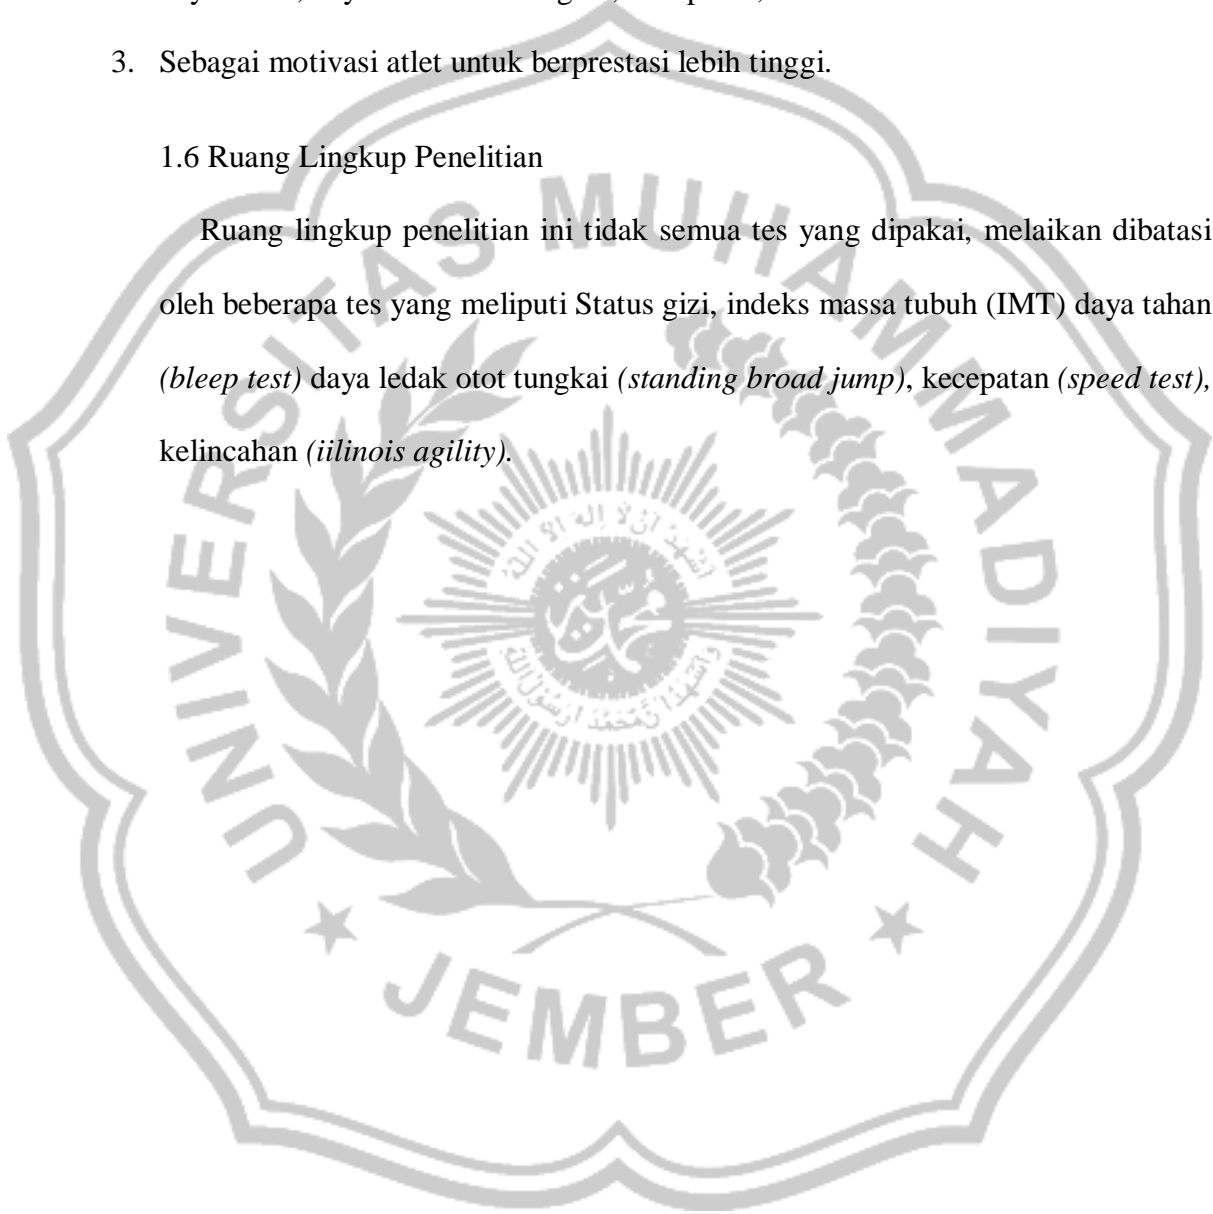 3. Sebagai motivasi atlet untuk berprestasi lebih tinggi.
1.6 Ruang Lingkup Penelitian
Ruang lingkup penelitian ini tidak semua tes yang dipakai, melaikan dibatasi
oleh beberapa tes yang meliputi Status gizi, indeks massa tubuh (IMT) daya tahan
(bleep test) daya ledak otot tungkai (standing broad jump), kecepatan (speed test),
kelincahan (iilinois agility).
UNIVERSITAS MUHAMMADIYAH
JEMBER